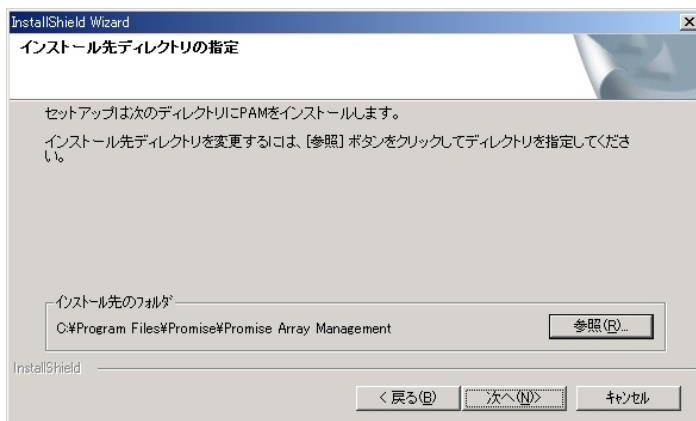 InstallShield Wizard
インストール先ディレクトリの指定
セットアップは次のディレクトリにPAMをインストールします。
インストール先ディレクトリを変更するには、[参照] ボタンをクリックしてディレクトリを指定してくださ
い。
インストール先のフォルダ
C:¥Program Files¥Promise¥Promise Array Management
参照(R)...
InstallShield
< 戻る(B)
次へ(N)>
キャンセル